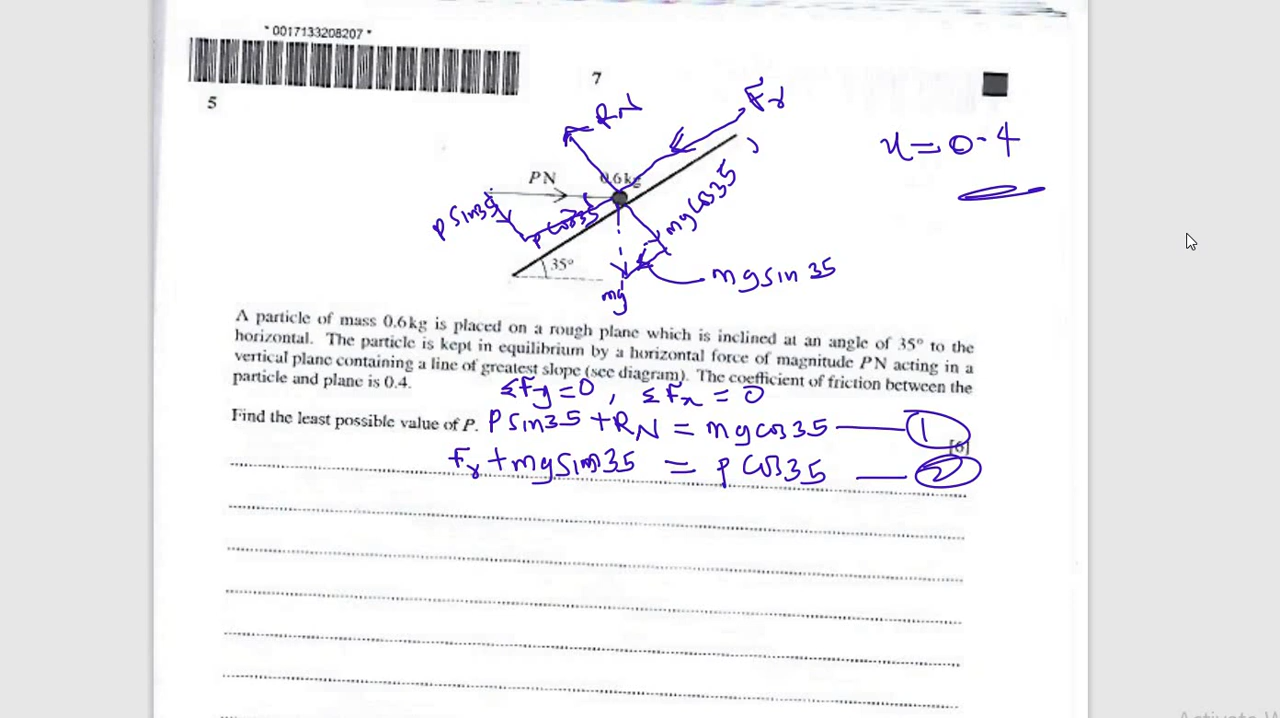 * 0017133208207 *
7
5
RN
Fr
μ=0.4
PN
0.6kg
P Sin35
P Cos35
mg Cos35
35°
mg sin 35
mg
A particle of mass 0.6kg is placed on a rough plane which is inclined at an angle of 35° to the
horizontal. The particle is kept in equilibrium by a horizontal force of magnitude PN acting in a
vertical plane containing a line of greatest slope (see diagram). The coefficient of friction between the
particle and plane is 0.4.
ΣFy=0, ΣFx=0
Find the least possible value of P.
P Sin35 + RN = mg cos35 — 1
[6]
Fr + mg Sin35 = P Cos35 — 2